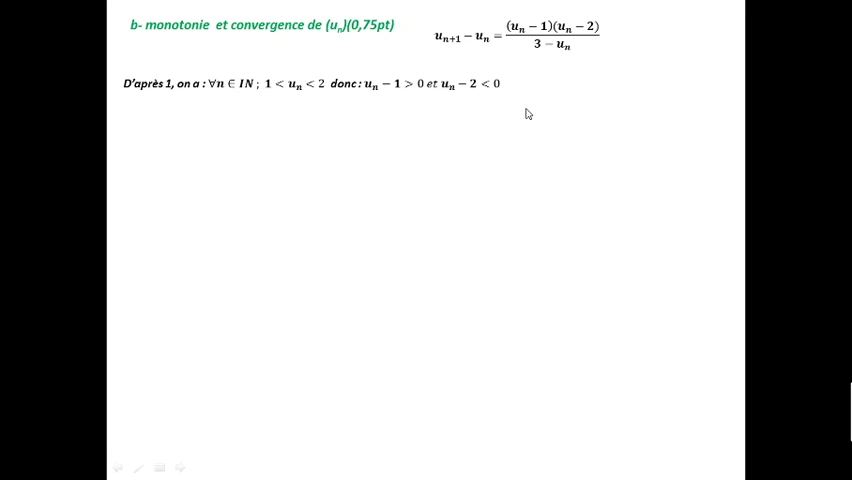 b- monotonie et convergence de (uₙ)(0,75pt)
uₙ₊₁ − uₙ = (uₙ − 1)(uₙ − 2) / 3 − uₙ
D'après 1, on a : ∀n ∈ IN ; 1 < uₙ < 2 donc : uₙ − 1 > 0 et uₙ − 2 < 0